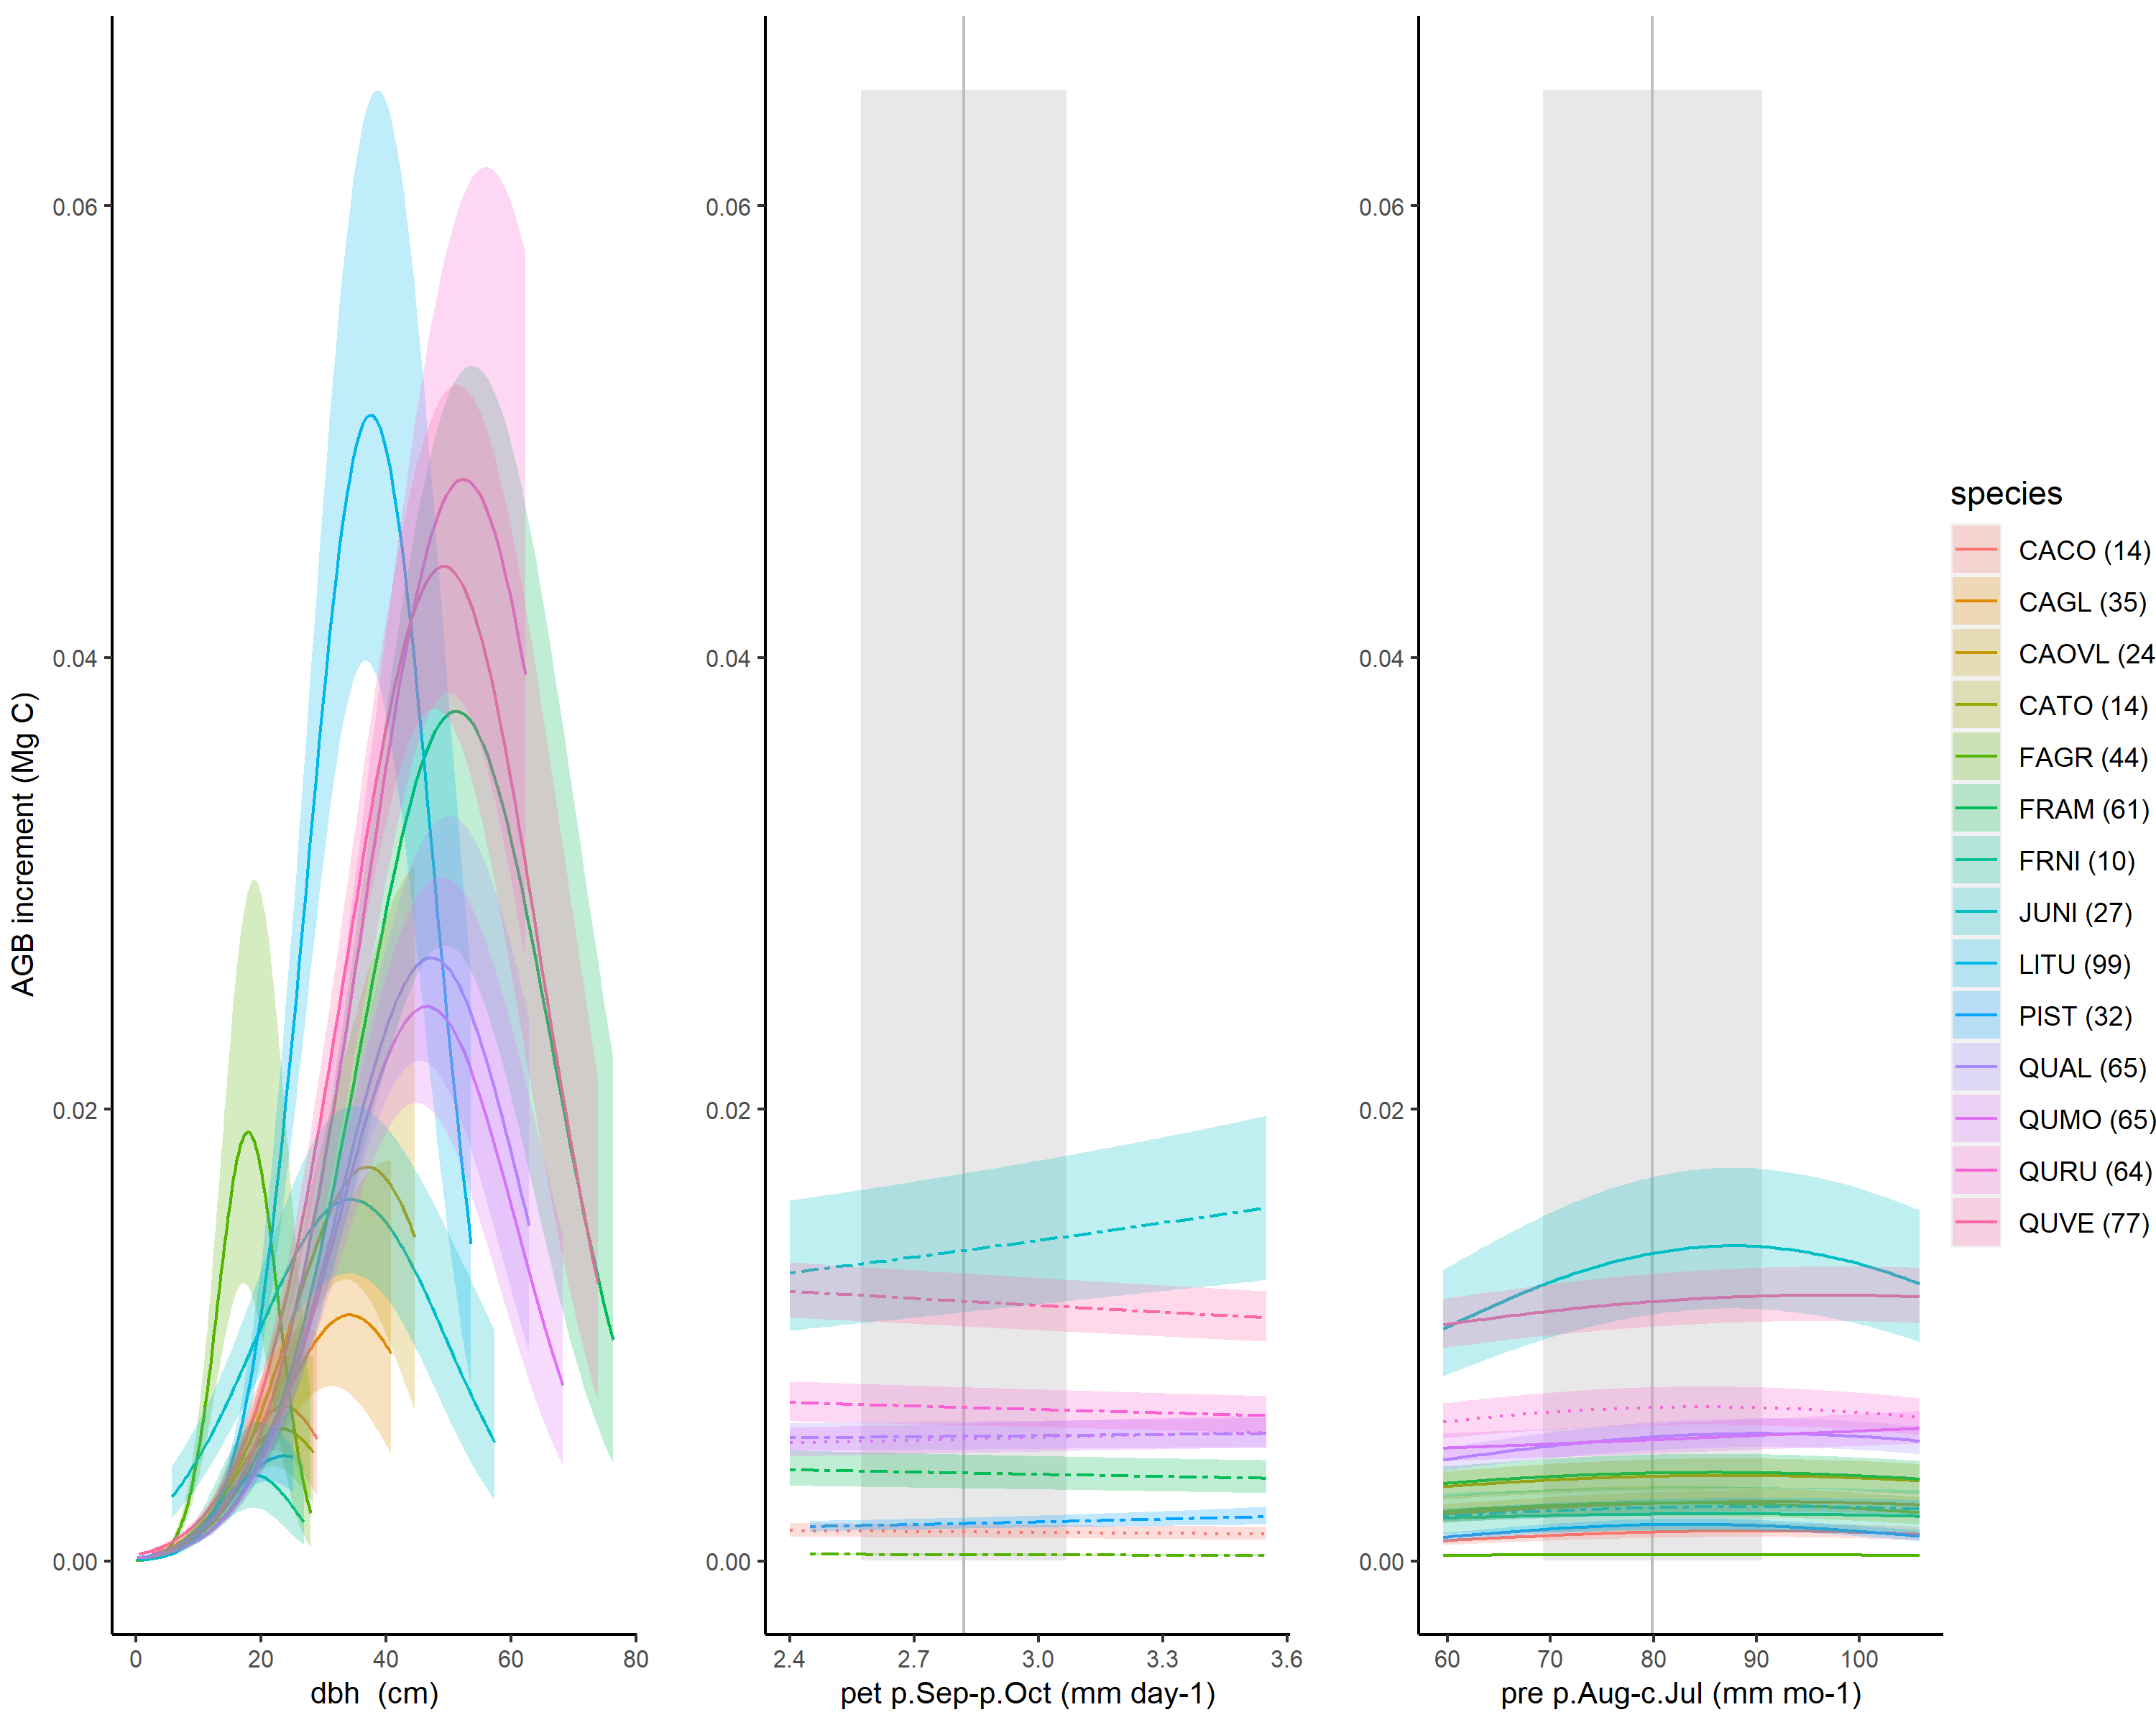 AGB increment (Mg C)
0.06
0.04
0.02
0.00
0 20 40 60 80
dbh (cm)
0.06
0.04
0.02
0.00
2.4 2.7 3.0 3.3 3.6
pet p.Sep-p.Oct (mm day-1)
0.06
0.04
0.02
0.00
60 70 80 90 100
pre p.Aug-c.Jul (mm mo-1)
species
CACO (14)
CAGL (35)
CAOVL (24
CATO (14)
FAGR (44)
FRAM (61)
FRNI (10)
JUNI (27)
LITU (99)
PIST (32)
QUAL (65)
QUMO (65)
QURU (64)
QUVE (77)